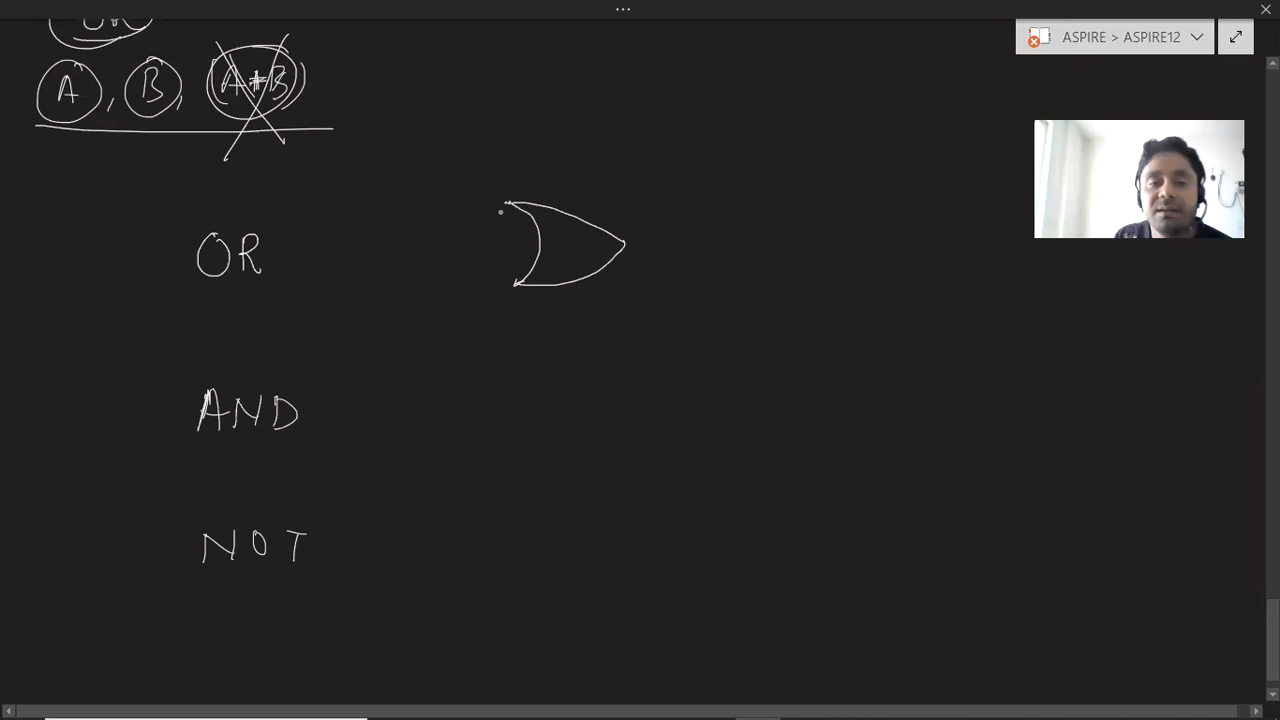 ...
ASPIRE > ASPIRE12
A, B, (A+B)
OR
AND
NOT